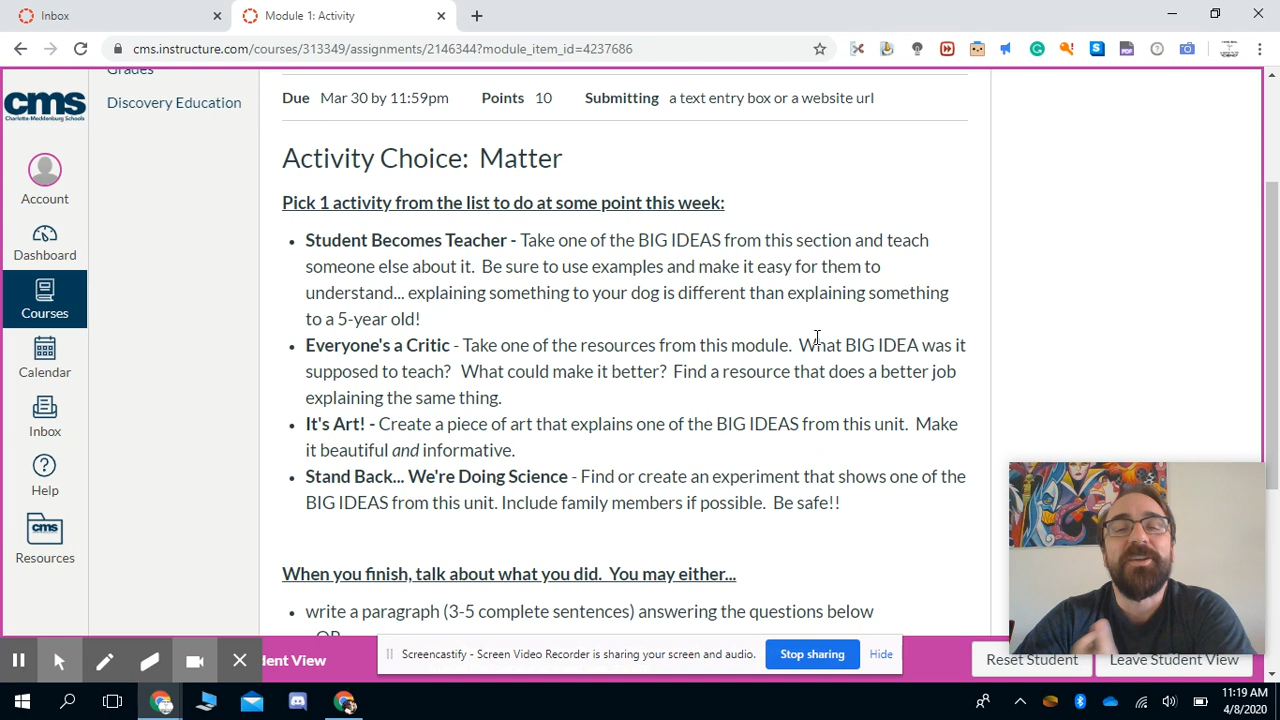 Inbox
Module 1: Activity
cms.instructure.com/courses/313349/assignments/2146344?module_item_id=4237686
cms
Charlotte-Mecklenburg Schools
Account
Dashboard
Courses
Calendar
Inbox
Help
cms
Resources
Grades
Discovery Education
Due Mar 30 by 11:59pm Points 10 Submitting a text entry box or a website url
Activity Choice: Matter
Pick 1 activity from the list to do at some point this week:
• Student Becomes Teacher - Take one of the BIG IDEAS from this section and teach
someone else about it. Be sure to use examples and make it easy for them to
understand... explaining something to your dog is different than explaining something
to a 5-year old!
• Everyone's a Critic - Take one of the resources from this module. What BIG IDEA was it
supposed to teach? What could make it better? Find a resource that does a better job
explaining the same thing.
• It's Art! - Create a piece of art that explains one of the BIG IDEAS from this unit. Make
it beautiful and informative.
• Stand Back... We're Doing Science - Find or create an experiment that shows one of the
BIG IDEAS from this unit. Include family members if possible. Be safe!!
When you finish, talk about what you did. You may either...
• write a paragraph (3-5 complete sentences) answering the questions below
OR
dent View
Screencastify - Screen Video Recorder is sharing your screen and audio.
Stop sharing
Hide
Reset Student
Leave Student View
11:19 AM
4/8/2020